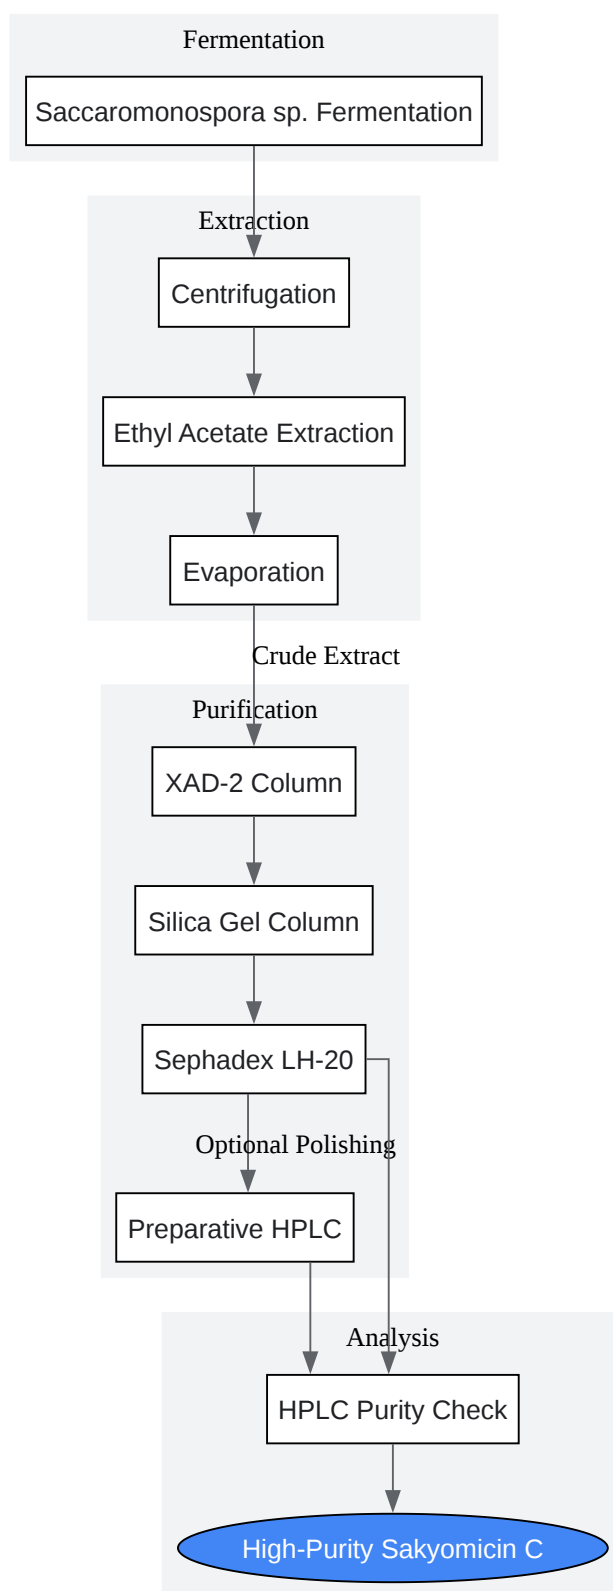 Fermentation
Saccaromonospora sp. Fermentation
Extraction
Centrifugation
Ethyl Acetate Extraction
Evaporation
Crude Extract
Purification
XAD-2 Column
Silica Gel Column
Sephadex LH-20
Optional Polishing
Preparative HPLC
Analysis
HPLC Purity Check
High-Purity Sakyomicin C